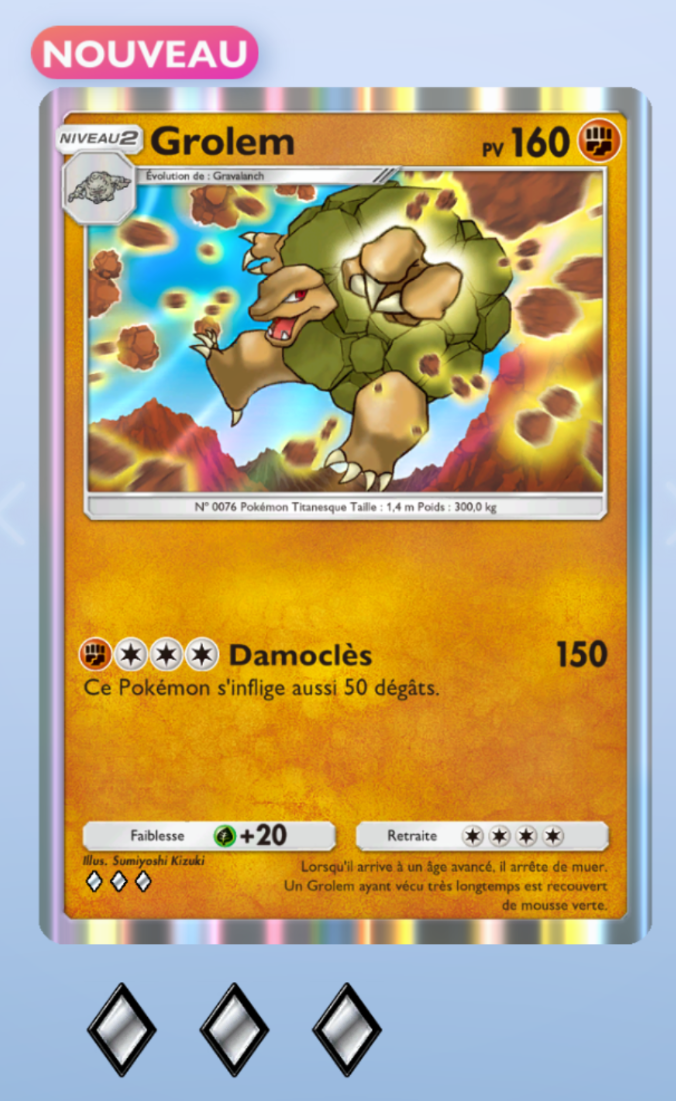 NOUVEAU
NIVEAU2 Grolem PV 160
Évolution de : Gravalanch
N° 0076 Pokémon Titanesque Taille : 1,4 m Poids : 300,0 kg
Damoclès 150
Ce Pokémon s'inflige aussi 50 dégâts.
Faiblesse +20 Retraite
Illus. Sumiyoshi Kizuki
Lorsqu'il arrive à un âge avancé, il arrête de muer.
Un Grolem ayant vécu très longtemps est recouvert
de mousse verte.